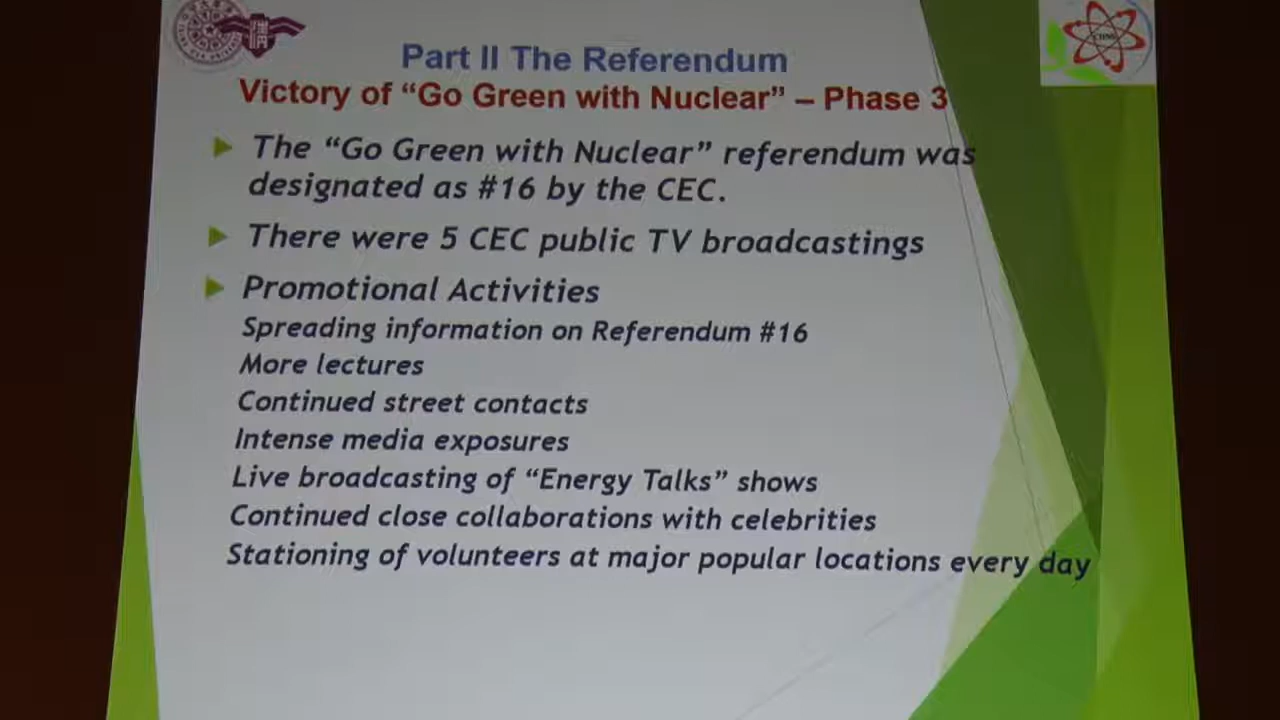 Part II The Referendum
Victory of “Go Green with Nuclear” – Phase 3
The “Go Green with Nuclear” referendum was
designated as #16 by the CEC.
There were 5 CEC public TV broadcastings
Promotional Activities
Spreading information on Referendum #16
More lectures
Continued street contacts
Intense media exposures
Live broadcasting of “Energy Talks” shows
Continued close collaborations with celebrities
Stationing of volunteers at major popular locations every day